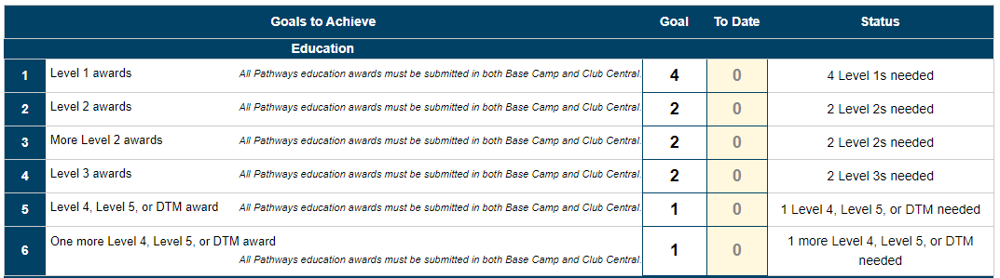 Goals to Achieve Goal To Date Status
Education
1 Level 1 awards All Pathways education awards must be submitted in both Base Camp and Club Central. 4 0 4 Level 1s needed
2 Level 2 awards All Pathways education awards must be submitted in both Base Camp and Club Central. 2 0 2 Level 2s needed
3 More Level 2 awards All Pathways education awards must be submitted in both Base Camp and Club Central. 2 0 2 Level 2s needed
4 Level 3 awards All Pathways education awards must be submitted in both Base Camp and Club Central. 2 0 2 Level 3s needed
5 Level 4, Level 5, or DTM award All Pathways education awards must be submitted in both Base Camp and Club Central. 1 0 1 Level 4, Level 5, or DTM needed
6 One more Level 4, Level 5, or DTM award 1 0 1 more Level 4, Level 5, or DTM
All Pathways education awards must be submitted in both Base Camp and Club Central. needed